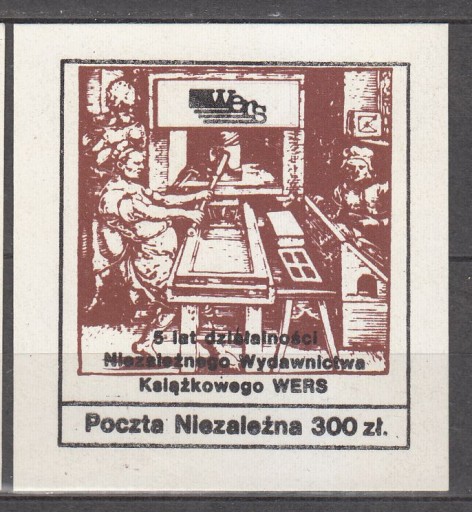 wers
5 lat działalności
Niezależnego Wydawnictwa
Książkowego WERS
Poczta Niezależna 300 zł.